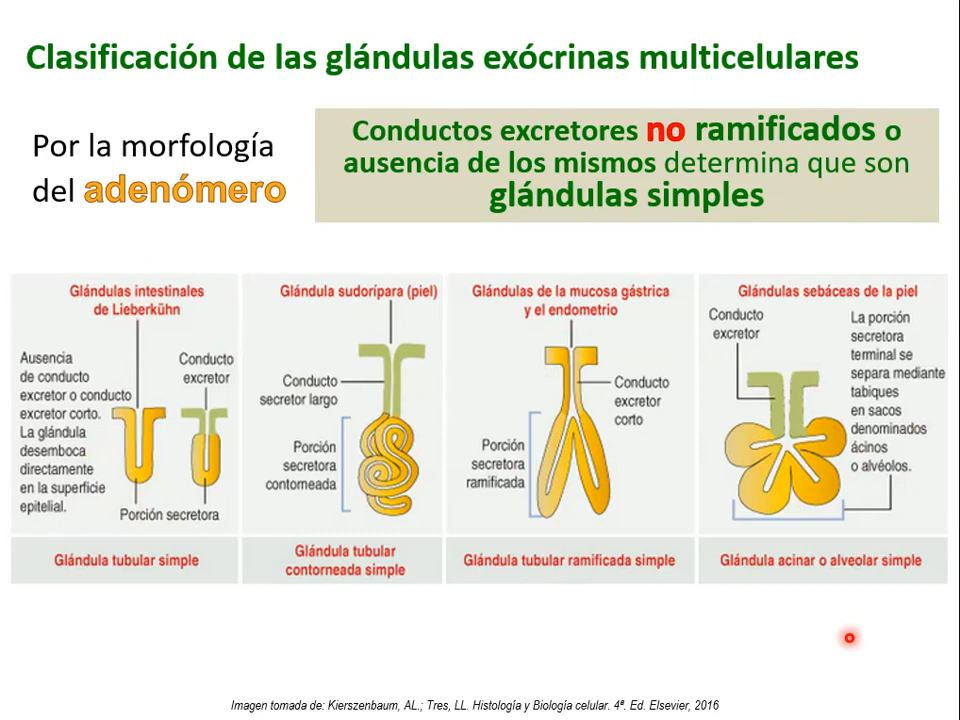 Clasificación de las glándulas exócrinas multicelulares
Por la morfología
del adenómero
Conductos excretores no ramificados o
ausencia de los mismos determina que son
glándulas simples
Glándulas intestinales
de Lieberkühn
Ausencia
de conducto
excretor o conducto
excretor corto.
La glándula
desemboca
directamente
en la superficie
epitelial.
Conducto
excretor
Porción secretora
Glándula tubular simple
Glándula sudorípara (piel)
Conducto
secretor largo
Porción
secretora
contorneada
Glándula tubular
contorneada simple
Glándulas de la mucosa gástrica
y el endometrio
Conducto
excretor
corto
Porción
secretora
ramificada
Glándula tubular ramificada simple
Glándulas sebáceas de la piel
Conducto
excretor
La porción
secretora
terminal se
separa mediante
tabiques
en sacos
denominados
ácinos
o alvéolos.
Glándula acinar o alveolar simple
Imagen tomada de: Kierszenbaum, AL.; Tres, LL. Histología y Biología celular. 4ª. Ed. Elsevier, 2016